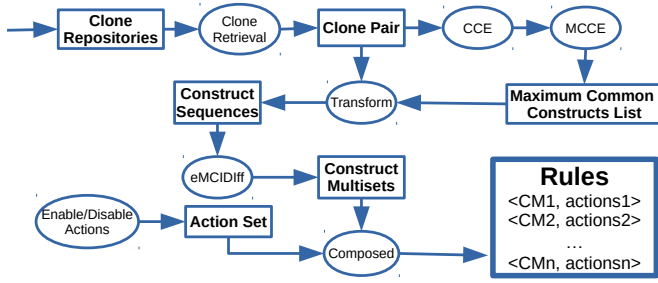 Clone
Repositories
Clone
Retrieval
Clone Pair
CCE
MCCE
Construct
Sequences
Transform
Maximum Common
Constructs List
eMCIDIff
Construct
Multisets
Enable/Disable
Actions
Action Set
Composed
Rules
<CM1, actions1>
<CM2, actions2>
...
<CMn, actionsn>